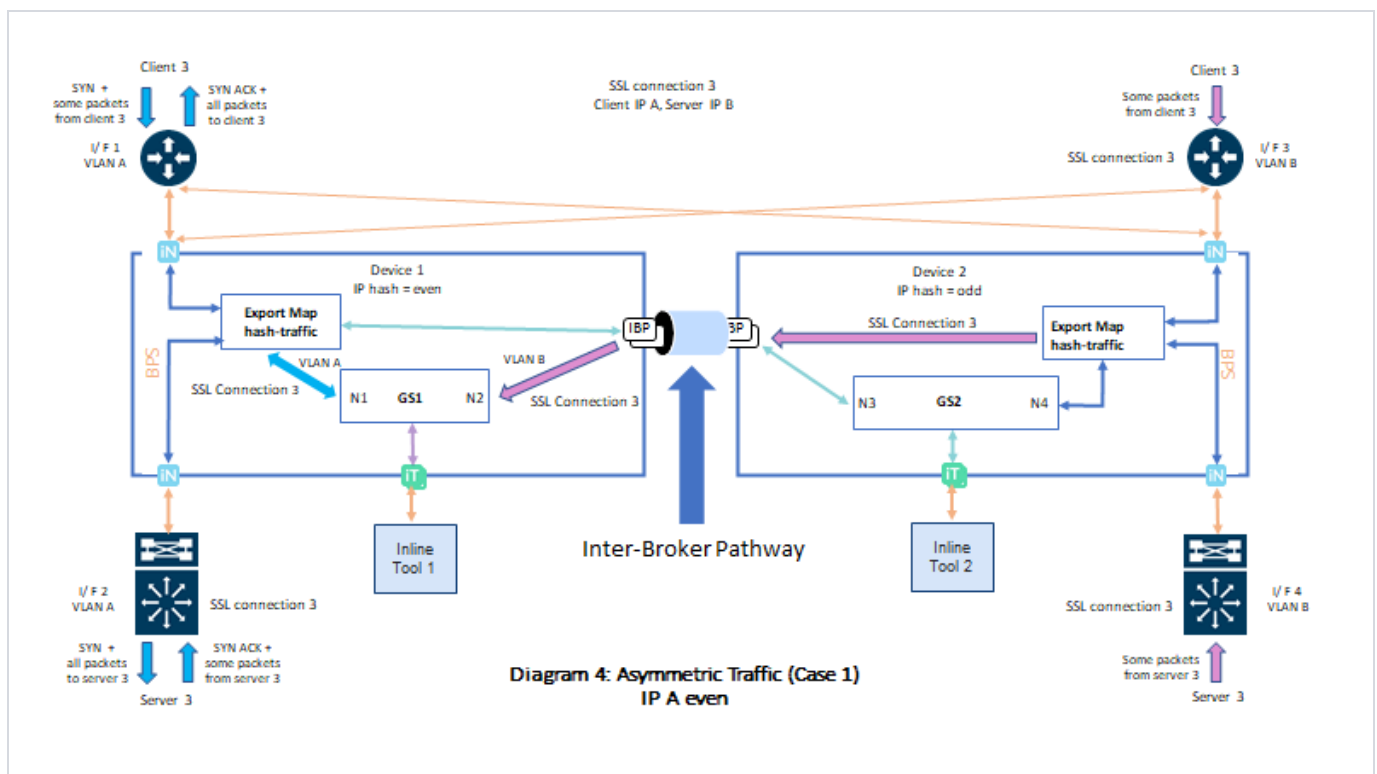 Client 3
SYN +
some packets
from client 3
SYN ACK +
all packets
to client 3
I/ F 1
VLAN A
SSL connection 3
Client IP A, Server IP B
Client 3
Some packets
from client 3
SSL connection 3
I/ F 3
VLAN B
iN
iN
Device 1
IP hash = even
Export Map
hash-traffic
BPS
VLAN A
SSL Connection 3
N1
GS1
N2
VLAN B
SSL Connection 3
IBP
BP
Device 2
IP hash = odd
SSL Connection 3
Export Map
hash-traffic
BPS
N3
GS2
N4
iN
iT
iT
iN
Inline
Tool 1
Inter-Broker Pathway
Inline
Tool 2
I/ F 2
VLAN A
SSL connection 3
SYN +
all packets
to server 3
SYN ACK +
some packets
from server 3
Server 3
SSL connection 3
I/ F 4
VLAN B
Some packets
from server 3
Server 3
Diagram 4: Asymmetric Traffic (Case 1)
IP A even